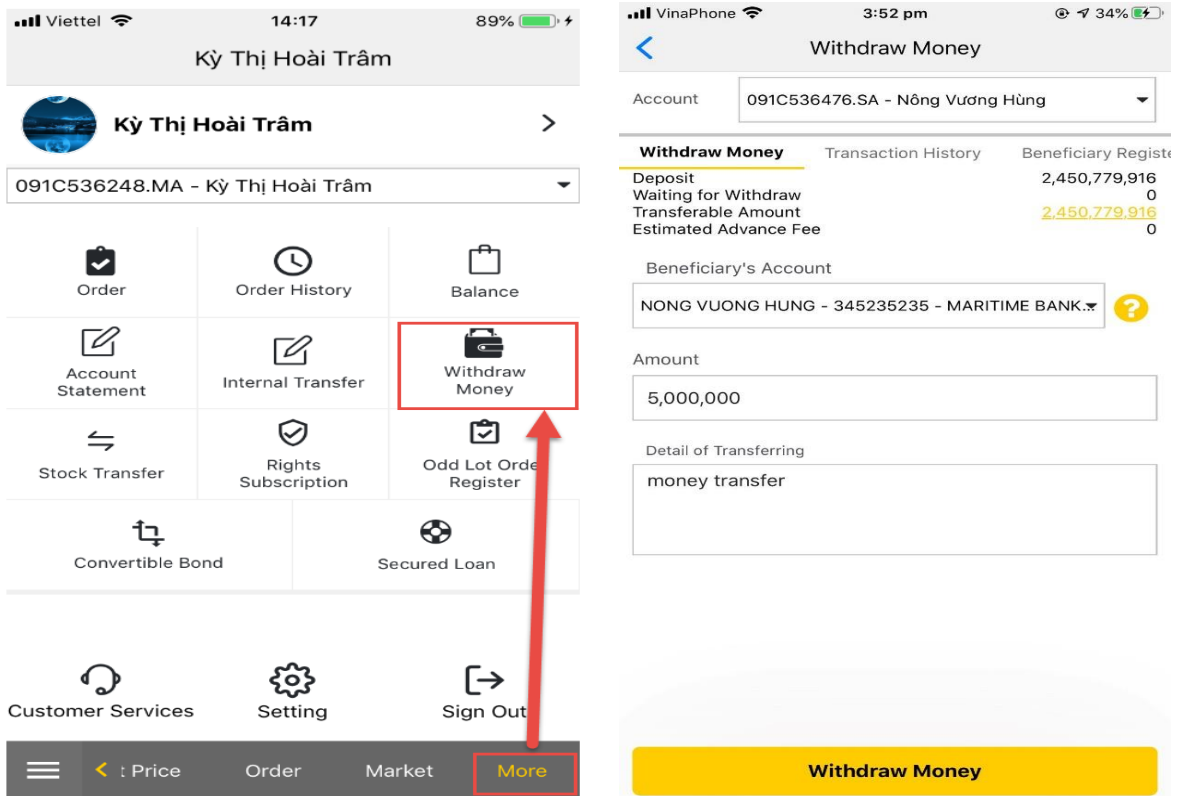 Viettel 14:17 89%
Kỳ Thị Hoài Trâm
Kỳ Thị Hoài Trâm
091C536248.MA - Kỳ Thị Hoài Trâm
Order
Order History
Balance
Account
Statement
Internal Transfer
Withdraw
Money
Stock Transfer
Rights
Subscription
Odd Lot Orde
Register
Convertible Bond
Secured Loan
Customer Services
Setting
Sign Out
t Price
Order
Market
More
VinaPhone 3:52 pm 34%
Withdraw Money
Account
091C536476.SA - Nông Vương Hùng
Withdraw Money
Transaction History
Beneficiary Registe
Deposit 2,450,779,916
Waiting for Withdraw 0
Transferable Amount 2,450,779,916
Estimated Advance Fee 0
Beneficiary's Account
NONG VUONG HUNG - 345235235 - MARITIME BANK...
?
Amount
5,000,000
Detail of Transferring
money transfer
Withdraw Money